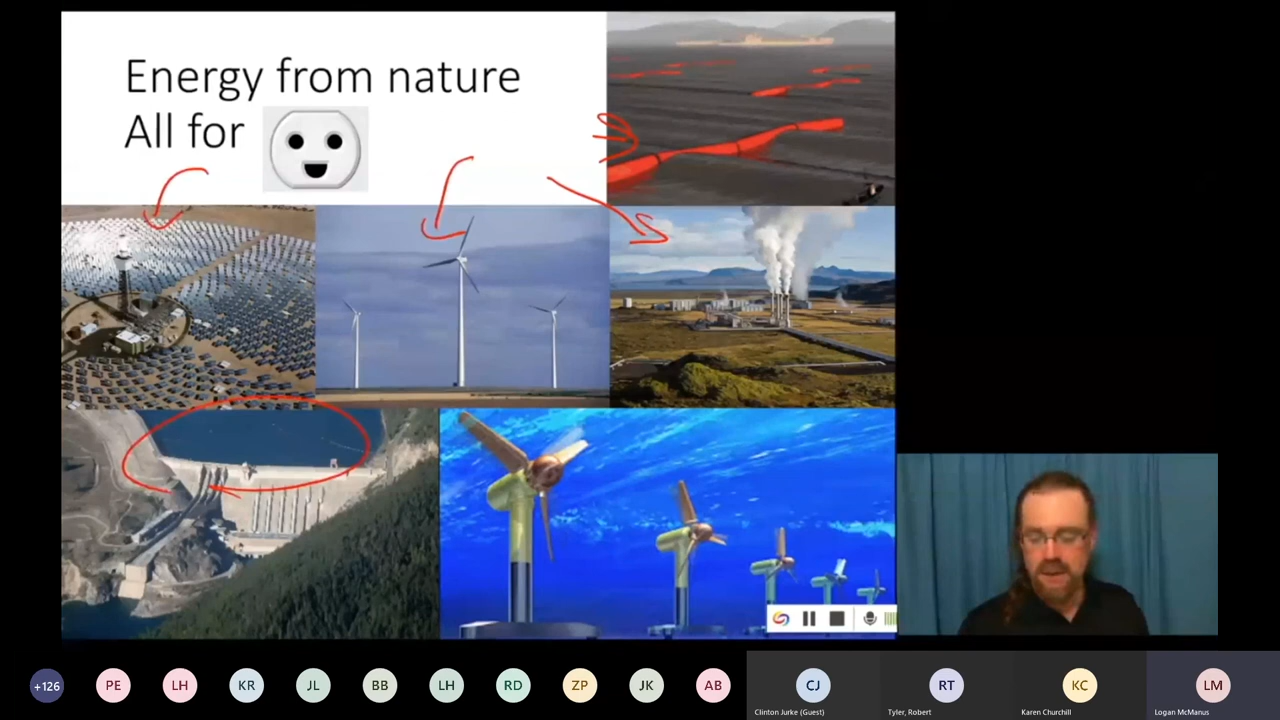 Energy from nature
All for
+126
PE
LH
KR
JL
BB
LH
RD
ZP
JK
AB
CJ
RT
KC
LM
Clinton Jurke (Guest)
Tyler, Robert
Karen Churchill
Logan McManus